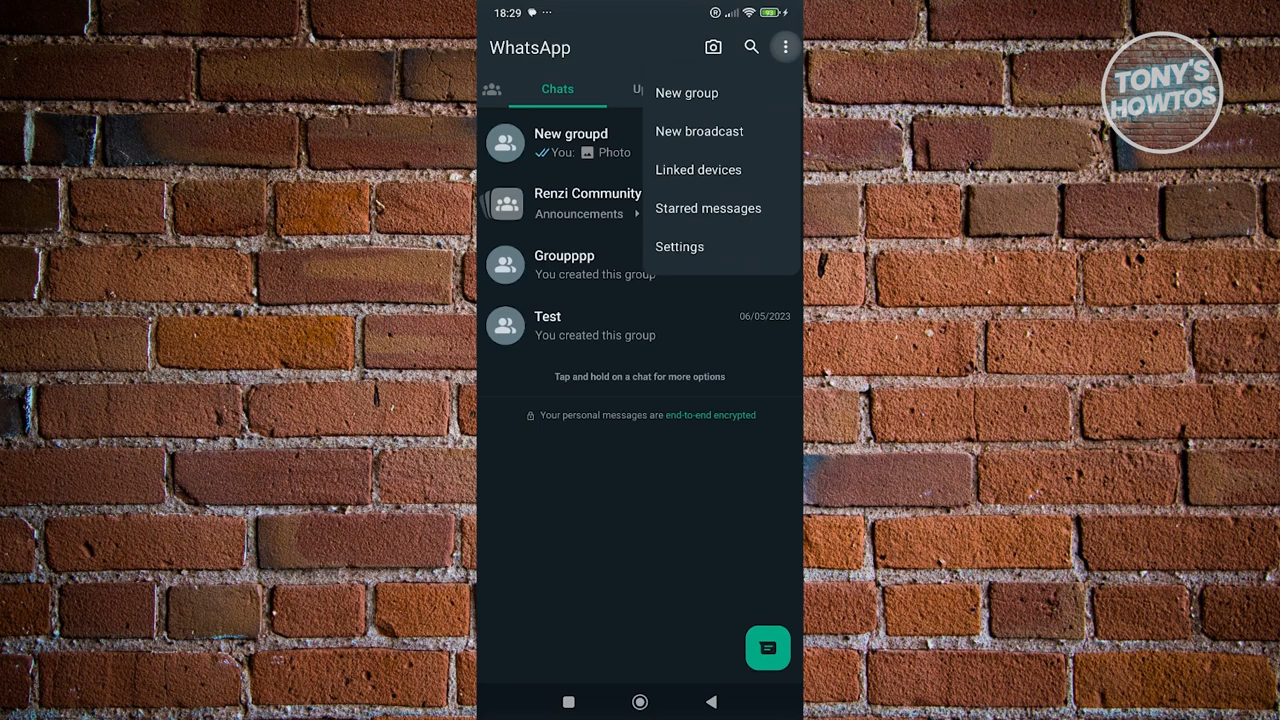 18:29
93
WhatsApp
Chats
New group
New broadcast
Linked devices
Starred messages
Settings
New groupd
You: Photo
Renzi Community
Announcements
Groupppp
You created this group
Test
06/05/2023
You created this group
Tap and hold on a chat for more options
Your personal messages are end-to-end encrypted
TONY'S
HOWTOS